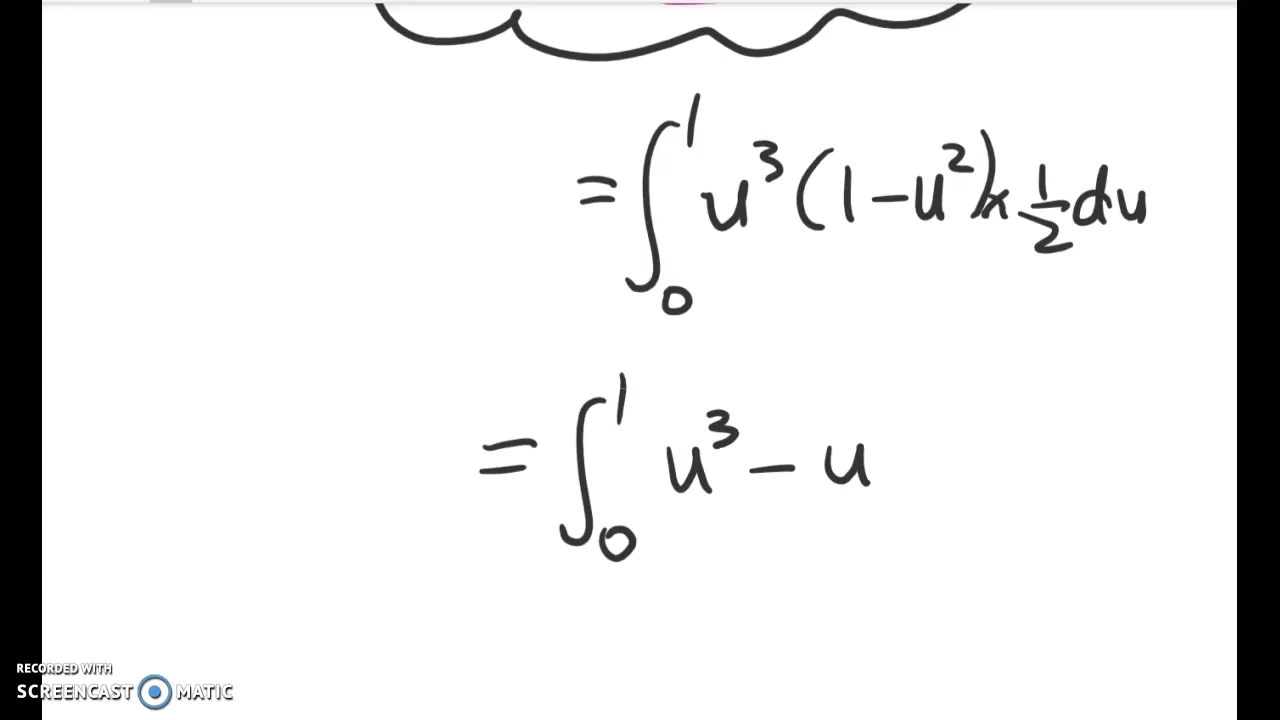 = ∫₀¹ u³(1-u²)× ½ du
= ∫₀¹ u³ - u
RECORDED WITH
SCREENCAST MATIC